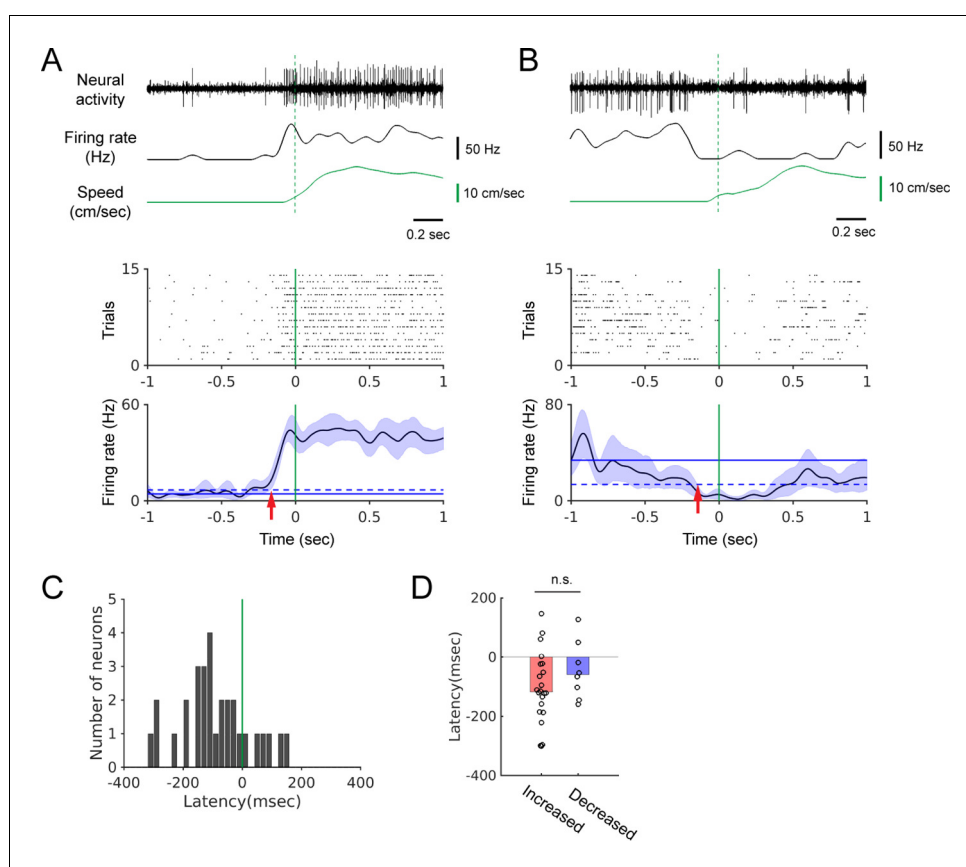 A
Neural
activity
Firing rate
(Hz)
50 Hz
Speed
(cm/sec)
10 cm/sec
0.2 sec
15
Trials
0
-1 -0.5 0 0.5 1
60
Firing rate (Hz)
0
-1 -0.5 0 0.5 1
Time (sec)
B
50 Hz
10 cm/sec
0.2 sec
15
Trials
0
-1 -0.5 0 0.5 1
80
Firing rate (Hz)
0
-1 -0.5 0 0.5 1
Time (sec)
C
5
4
3
2
1
0
Number of neurons
-400 -200 0 200 400
Latency(msec)
D
n.s.
200
0
-200
-400
Latency(msec)
Increased
Decreased